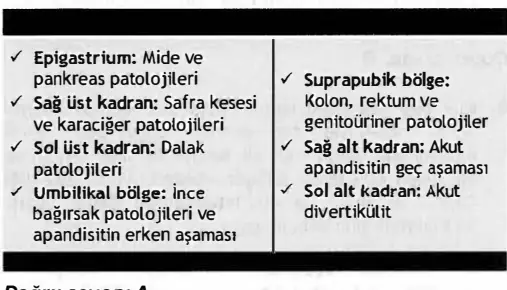 ✓ Epigastrium: Mide ve
pankreas patolojileri
✓ Sağ üst kadran: Safra kesesi
ve karaciğer patolojileri
✓ Sol üst kadran: Dalak
patolojileri
✓ Umbilikal bölge: İnce
bağırsak patolojileri ve
apandisitin erken aşaması
✓ Suprapubik bölge:
Kolon, rektum ve
genitoüriner patolojiler
✓ Sağ alt kadran: Akut
apandisitin geç aşaması
✓ Sol alt kadran: Akut
divertikülit